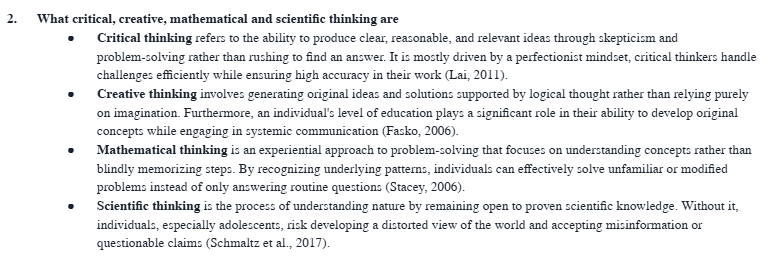 2. What critical, creative, mathematical and scientific thinking are
• Critical thinking refers to the ability to produce clear, reasonable, and relevant ideas through skepticism and
problem-solving rather than rushing to find an answer. It is mostly driven by a perfectionist mindset, critical thinkers handle
challenges efficiently while ensuring high accuracy in their work (Lai, 2011).
• Creative thinking involves generating original ideas and solutions supported by logical thought rather than relying purely
on imagination. Furthermore, an individual's level of education plays a significant role in their ability to develop original
concepts while engaging in systemic communication (Fasko, 2006).
• Mathematical thinking is an experiential approach to problem-solving that focuses on understanding concepts rather than
blindly memorizing steps. By recognizing underlying patterns, individuals can effectively solve unfamiliar or modified
problems instead of only answering routine questions (Stacey, 2006).
• Scientific thinking is the process of understanding nature by remaining open to proven scientific knowledge. Without it,
individuals, especially adolescents, risk developing a distorted view of the world and accepting misinformation or
questionable claims (Schmaltz et al., 2017).